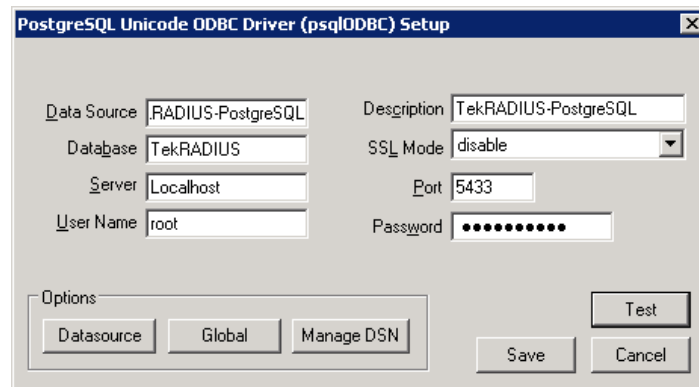 PostgreSQL Unicode ODBC Driver (psqlODBC) Setup
Data Source .RADIUS-PostgreSQL Description TekRADIUS-PostgreSQL
Database TekRADIUS SSL Mode disable
Server Localhost Port 5433
User Name root Password ●●●●●●●●●●
Options
Datasource Global Manage DSN
Test
Save Cancel